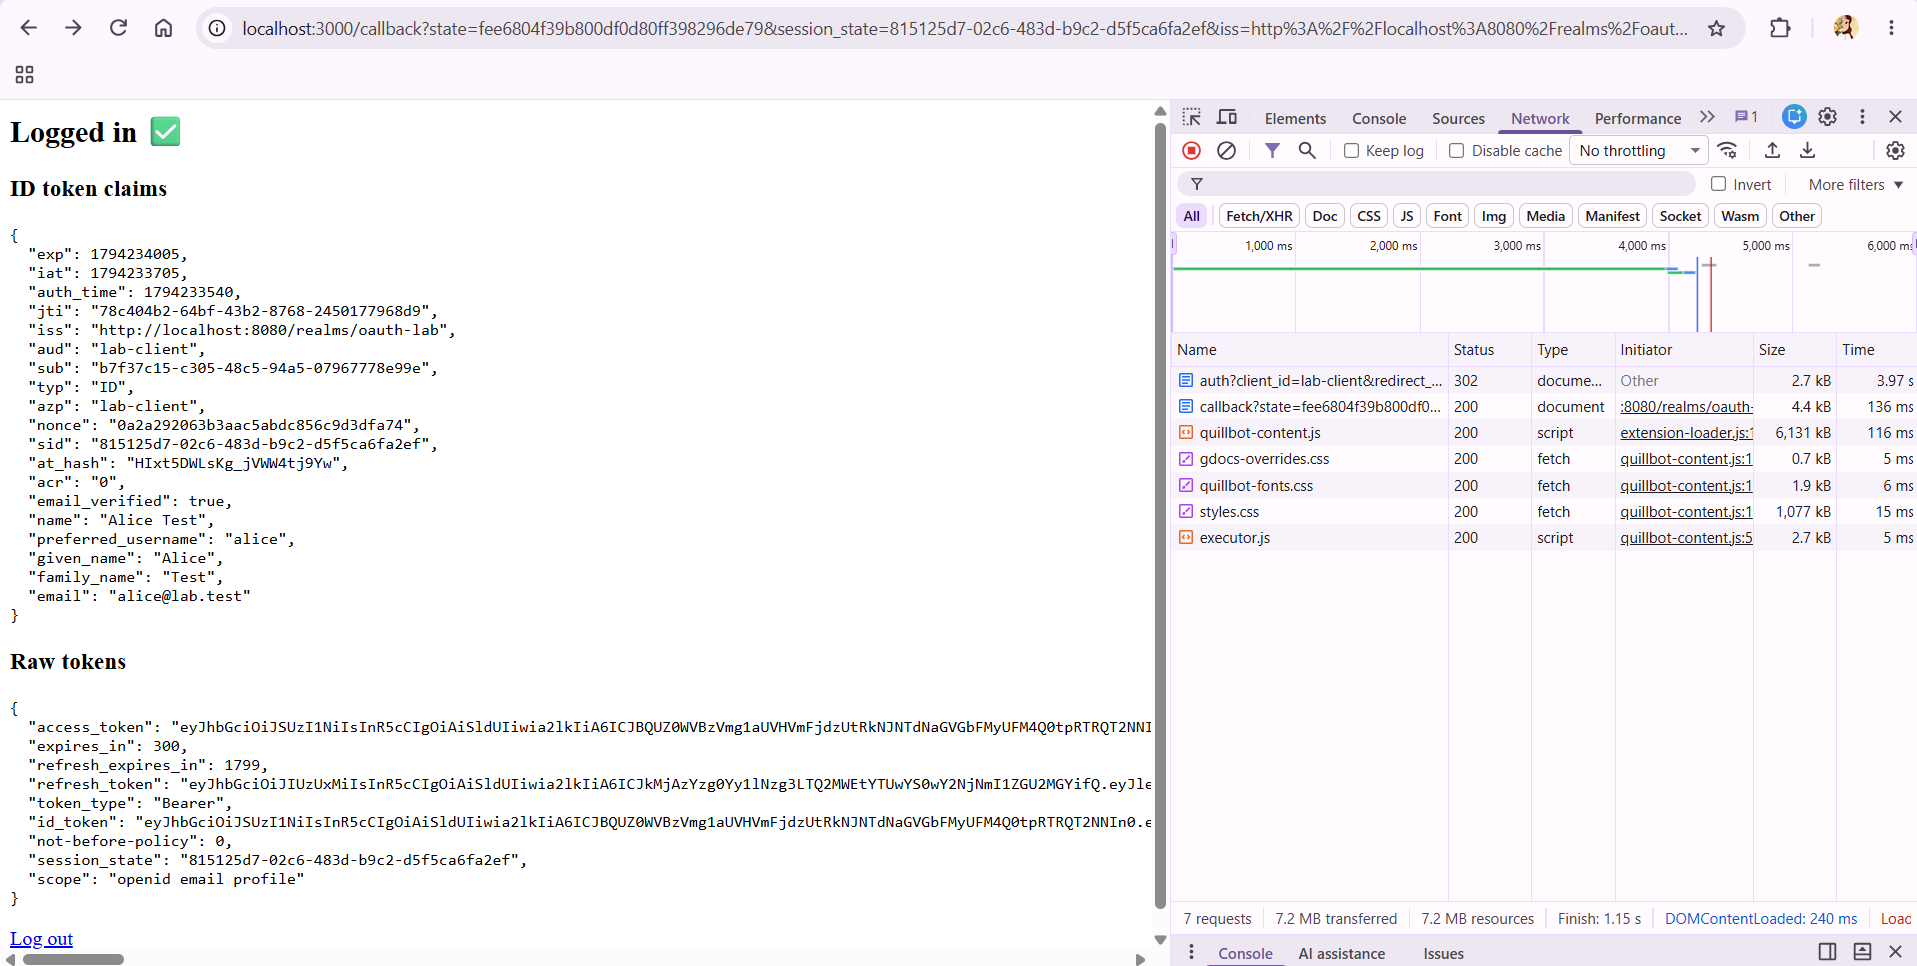 localhost:3000/callback?state=fee6804f39b800df0d80ff398296de79&session_state=815125d7-02c6-483d-b9c2-d5f5ca6fa2ef&iss=http%3A%2F%2Flocalhost%3A8080%2Frealms%2Foaut...
Logged in ✅
ID token claims
{
"exp": 1794234005,
"iat": 1794233705,
"auth_time": 1794233540,
"jti": "78c404b2-64bf-43b2-8768-2450177968d9",
"iss": "http://localhost:8080/realms/oauth-lab",
"aud": "lab-client",
"sub": "b7f37c15-c305-48c5-94a5-07967778e99e",
"typ": "ID",
"azp": "lab-client",
"nonce": "0a2a292063b3aac5abdc856c9d3dfa74",
"sid": "815125d7-02c6-483d-b9c2-d5f5ca6fa2ef",
"at_hash": "HIxt5DWLsKg_jVWW4tj9Yw",
"acr": "0",
"email_verified": true,
"name": "Alice Test",
"preferred_username": "alice",
"given_name": "Alice",
"family_name": "Test",
"email": "alice@lab.test"
}
Raw tokens
{
"access_token": "eyJhbGciOiJSUzI1NiIsInR5cCIgOiAiSldUIiwia2lkIiA6ICJBQUZ0WVBzVmg1aUVHVmFjdzUtRkNJNTdNaGVGbFMyUFM4Q0tpRTRQT2NNI
"expires_in": 300,
"refresh_expires_in": 1799,
"refresh_token": "eyJhbGciOiJIUzUxMiIsInR5cCIgOiAiSldUIiwia2lkIiA6ICJkMjAzYzg0Yy1lNzg3LTQ2MWEtYTUwYS0wY2NjNmI1ZGU2MGYifQ.eyJle
"token_type": "Bearer",
"id_token": "eyJhbGciOiJSUzI1NiIsInR5cCIgOiAiSldUIiwia2lkIiA6ICJBQUZ0WVBzVmg1aUVHVmFjdzUtRkNJNTdNaGVGbFMyUFM4Q0tpRTRQT2NNIn0.e
"not-before-policy": 0,
"session_state": "815125d7-02c6-483d-b9c2-d5f5ca6fa2ef",
"scope": "openid email profile"
}
Log out
Elements Console Sources Network Performance 1
Keep log Disable cache No throttling
Invert More filters
All Fetch/XHR Doc CSS JS Font Img Media Manifest Socket Wasm Other
1,000 ms 2,000 ms 3,000 ms 4,000 ms 5,000 ms 6,000 ms
Name Status Type Initiator Size Time
auth?client_id=lab-client&redirect_... 302 docume... Other 2.7 kB 3.97 s
callback?state=fee6804f39b800df0... 200 document :8080/realms/oauth- 4.4 kB 136 ms
quillbot-content.js 200 script extension-loader.js:1 6,131 kB 116 ms
gdocs-overrides.css 200 fetch quillbot-content.js:1 0.7 kB 5 ms
quillbot-fonts.css 200 fetch quillbot-content.js:1 1.9 kB 6 ms
styles.css 200 fetch quillbot-content.js:1 1,077 kB 15 ms
executor.js 200 script quillbot-content.js:5 2.7 kB 5 ms
7 requests 7.2 MB transferred 7.2 MB resources Finish: 1.15 s DOMContentLoaded: 240 ms Load
Console AI assistance Issues